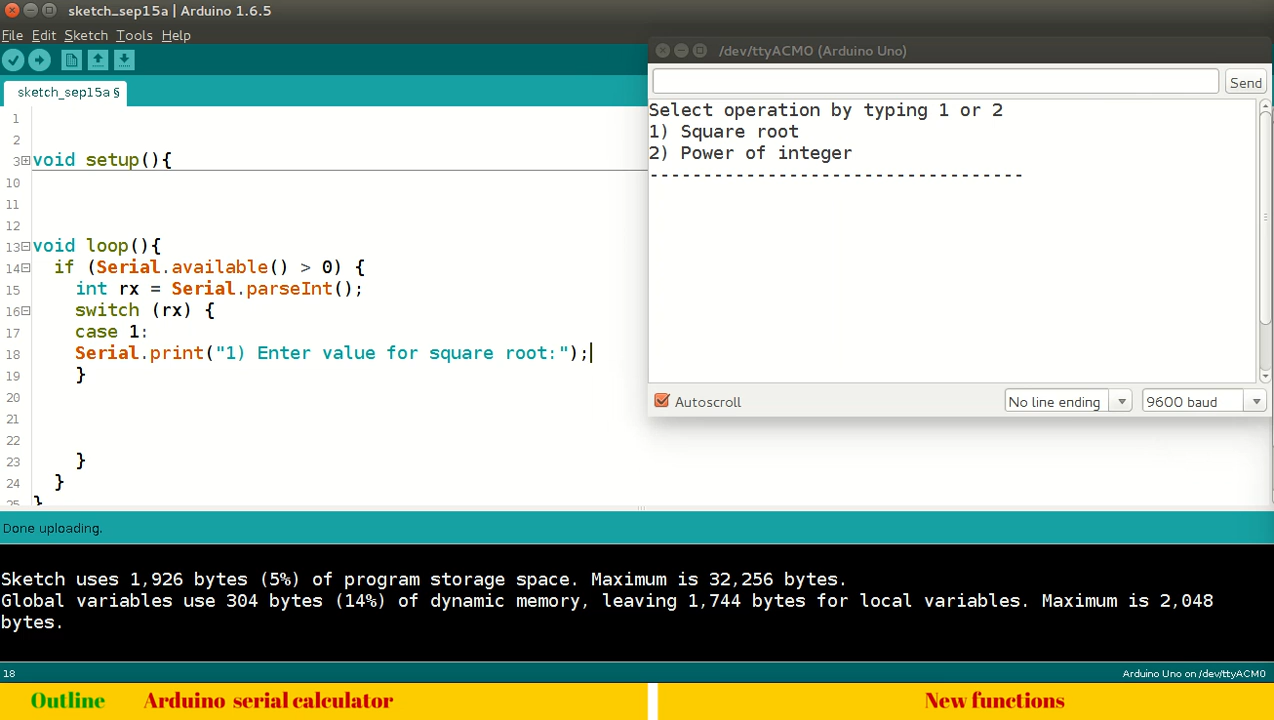 sketch_sep15a | Arduino 1.6.5
File Edit Sketch Tools Help
sketch_sep15a §
1
2
3 void setup(){
10
11
12
13 void loop(){
14 if (Serial.available() > 0) {
15 int rx = Serial.parseInt();
16 switch (rx) {
17 case 1:
18 Serial.print("1) Enter value for square root:");
19 }
20
21
22
23 }
24 }
25 }
/dev/ttyACM0 (Arduino Uno)
Send
Select operation by typing 1 or 2
1) Square root
2) Power of integer
-----------------------------------
Autoscroll No line ending 9600 baud
Done uploading.
Sketch uses 1,926 bytes (5%) of program storage space. Maximum is 32,256 bytes.
Global variables use 304 bytes (14%) of dynamic memory, leaving 1,744 bytes for local variables. Maximum is 2,048
bytes.
18 Arduino Uno on /dev/ttyACM0
Outline Arduino serial calculator New functions